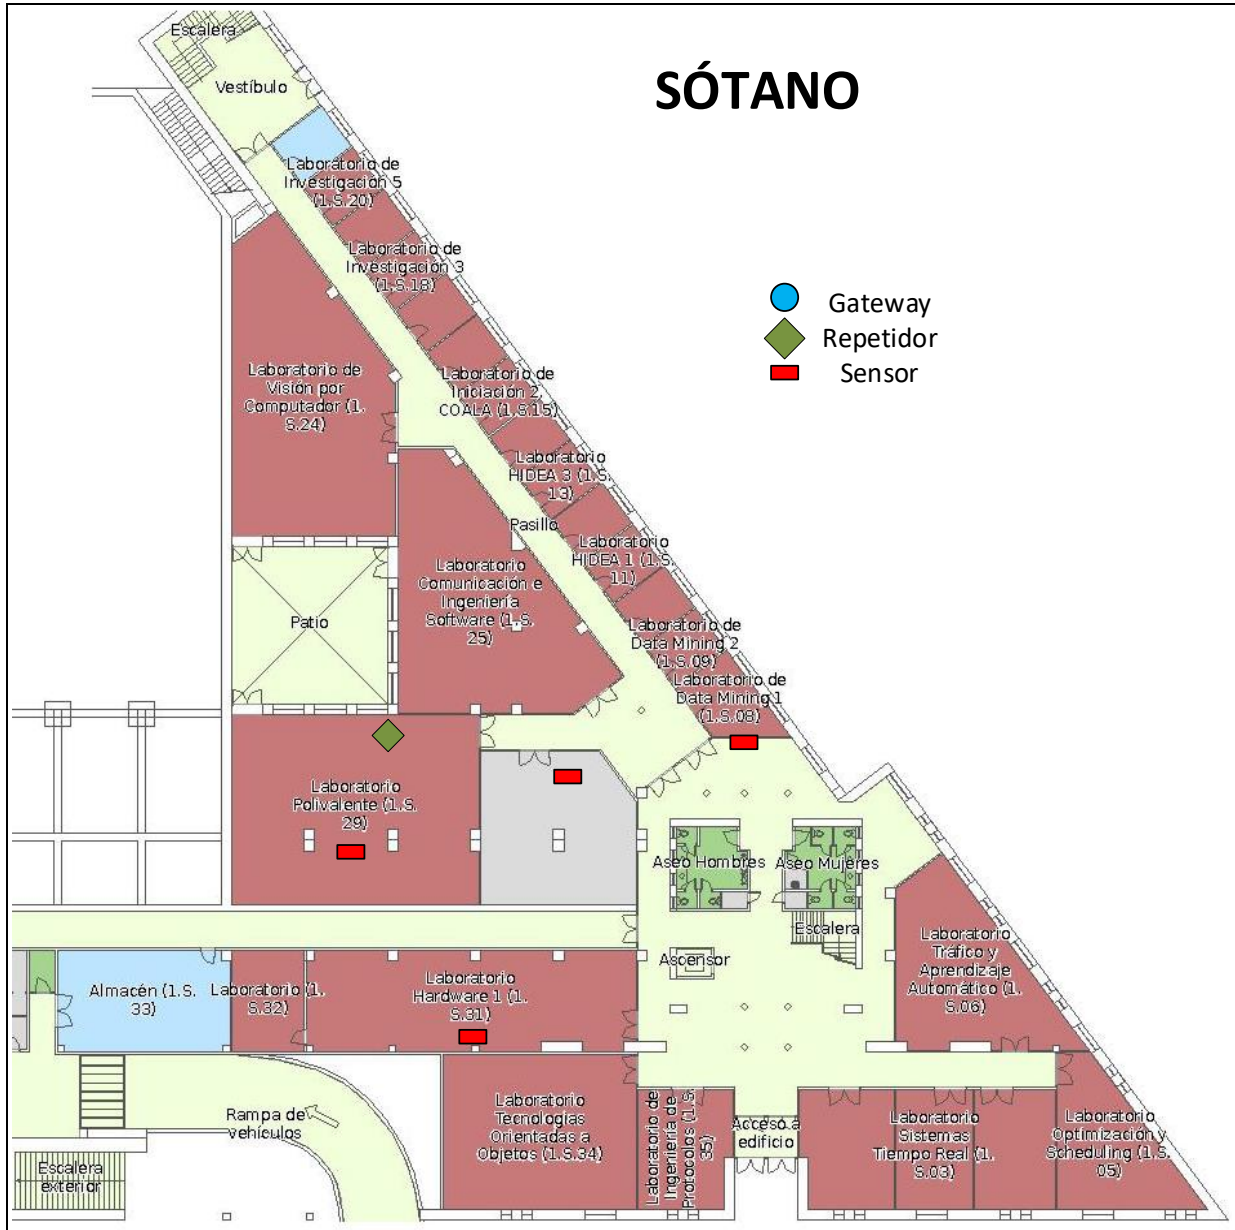 SÓTANO
Escalera
Vestíbulo
Laboratorio de
Investigación 5
(1.S.20)
Laboratorio de
Investigación 3
(1.S.18)
Gateway
Repetidor
Sensor
Laboratorio de
Visión por
Computador (1.
S.24)
Laboratorio de
Iniciación 2,
COALA (1.S.15)
Laboratorio
HIDEA 3 (1.S.
13)
Pasillo
Laboratorio
HIDEA 1 (1.S.
11)
Laboratorio
Comunicación e
Ingeniería
Software (1.S.
25)
Patio
Laboratorio de
Data Mining 2
(1.S.09)
Laboratorio de
Data Mining 1
(1.S.08)
Laboratorio
Polivalente (1.S.
29)
Aseo Hombres
Aseo Mujeres
Escalera
Ascensor
Laboratorio
Tráfico y
Aprendizaje
Automático (1.
S.06)
Almacén (1.S.
33)
Laboratorio (1.
S.32)
Laboratorio
Hardware 1 (1.
S.31)
Rampa de
vehículos
Escalera
exterior
Laboratorio
Tecnologías
Orientadas a
Objetos (1.S.34)
Laboratorio de
Ingeniería de
Protocolos (1.S.
35)
Acceso a
edificio
Laboratorio
Sistemas
Tiempo Real (1.
S.03)
Laboratorio
Optimización y
Scheduling (1.S.
05)